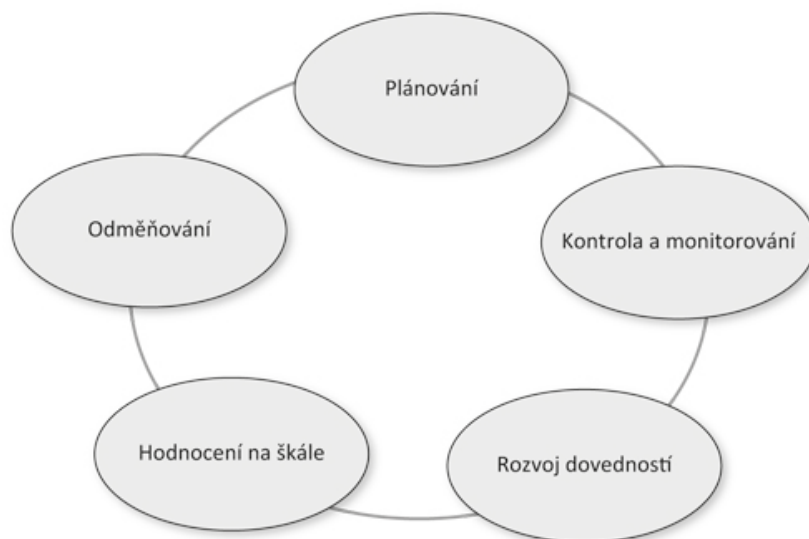 Plánování
Kontrola a monitorování
Rozvoj dovedností
Hodnocení na škále
Odměňování